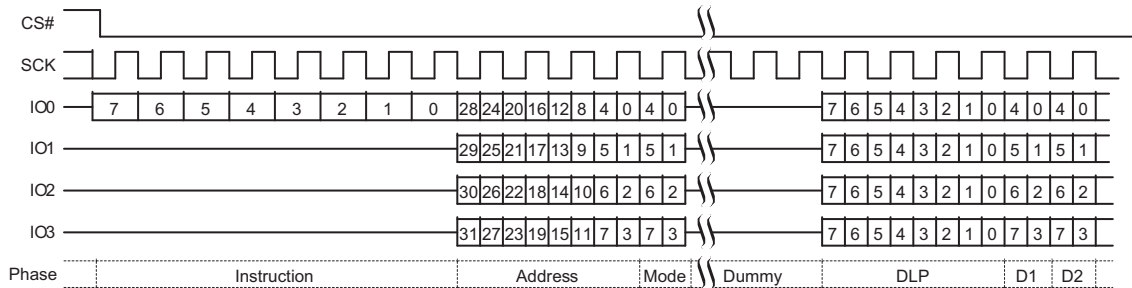 CS#
SCK
IO0 7 6 5 4 3 2 1 0 28 24 20 16 12 8 4 0 4 0 7 6 5 4 3 2 1 0 4 0 4 0
IO1 29 25 21 17 13 9 5 1 5 1 7 6 5 4 3 2 1 0 5 1 5 1
IO2 30 26 22 18 14 10 6 2 6 2 7 6 5 4 3 2 1 0 6 2 6 2
IO3 31 27 23 19 15 11 7 3 7 3 7 6 5 4 3 2 1 0 7 3 7 3
Phase Instruction Address Mode Dummy DLP D1 D2